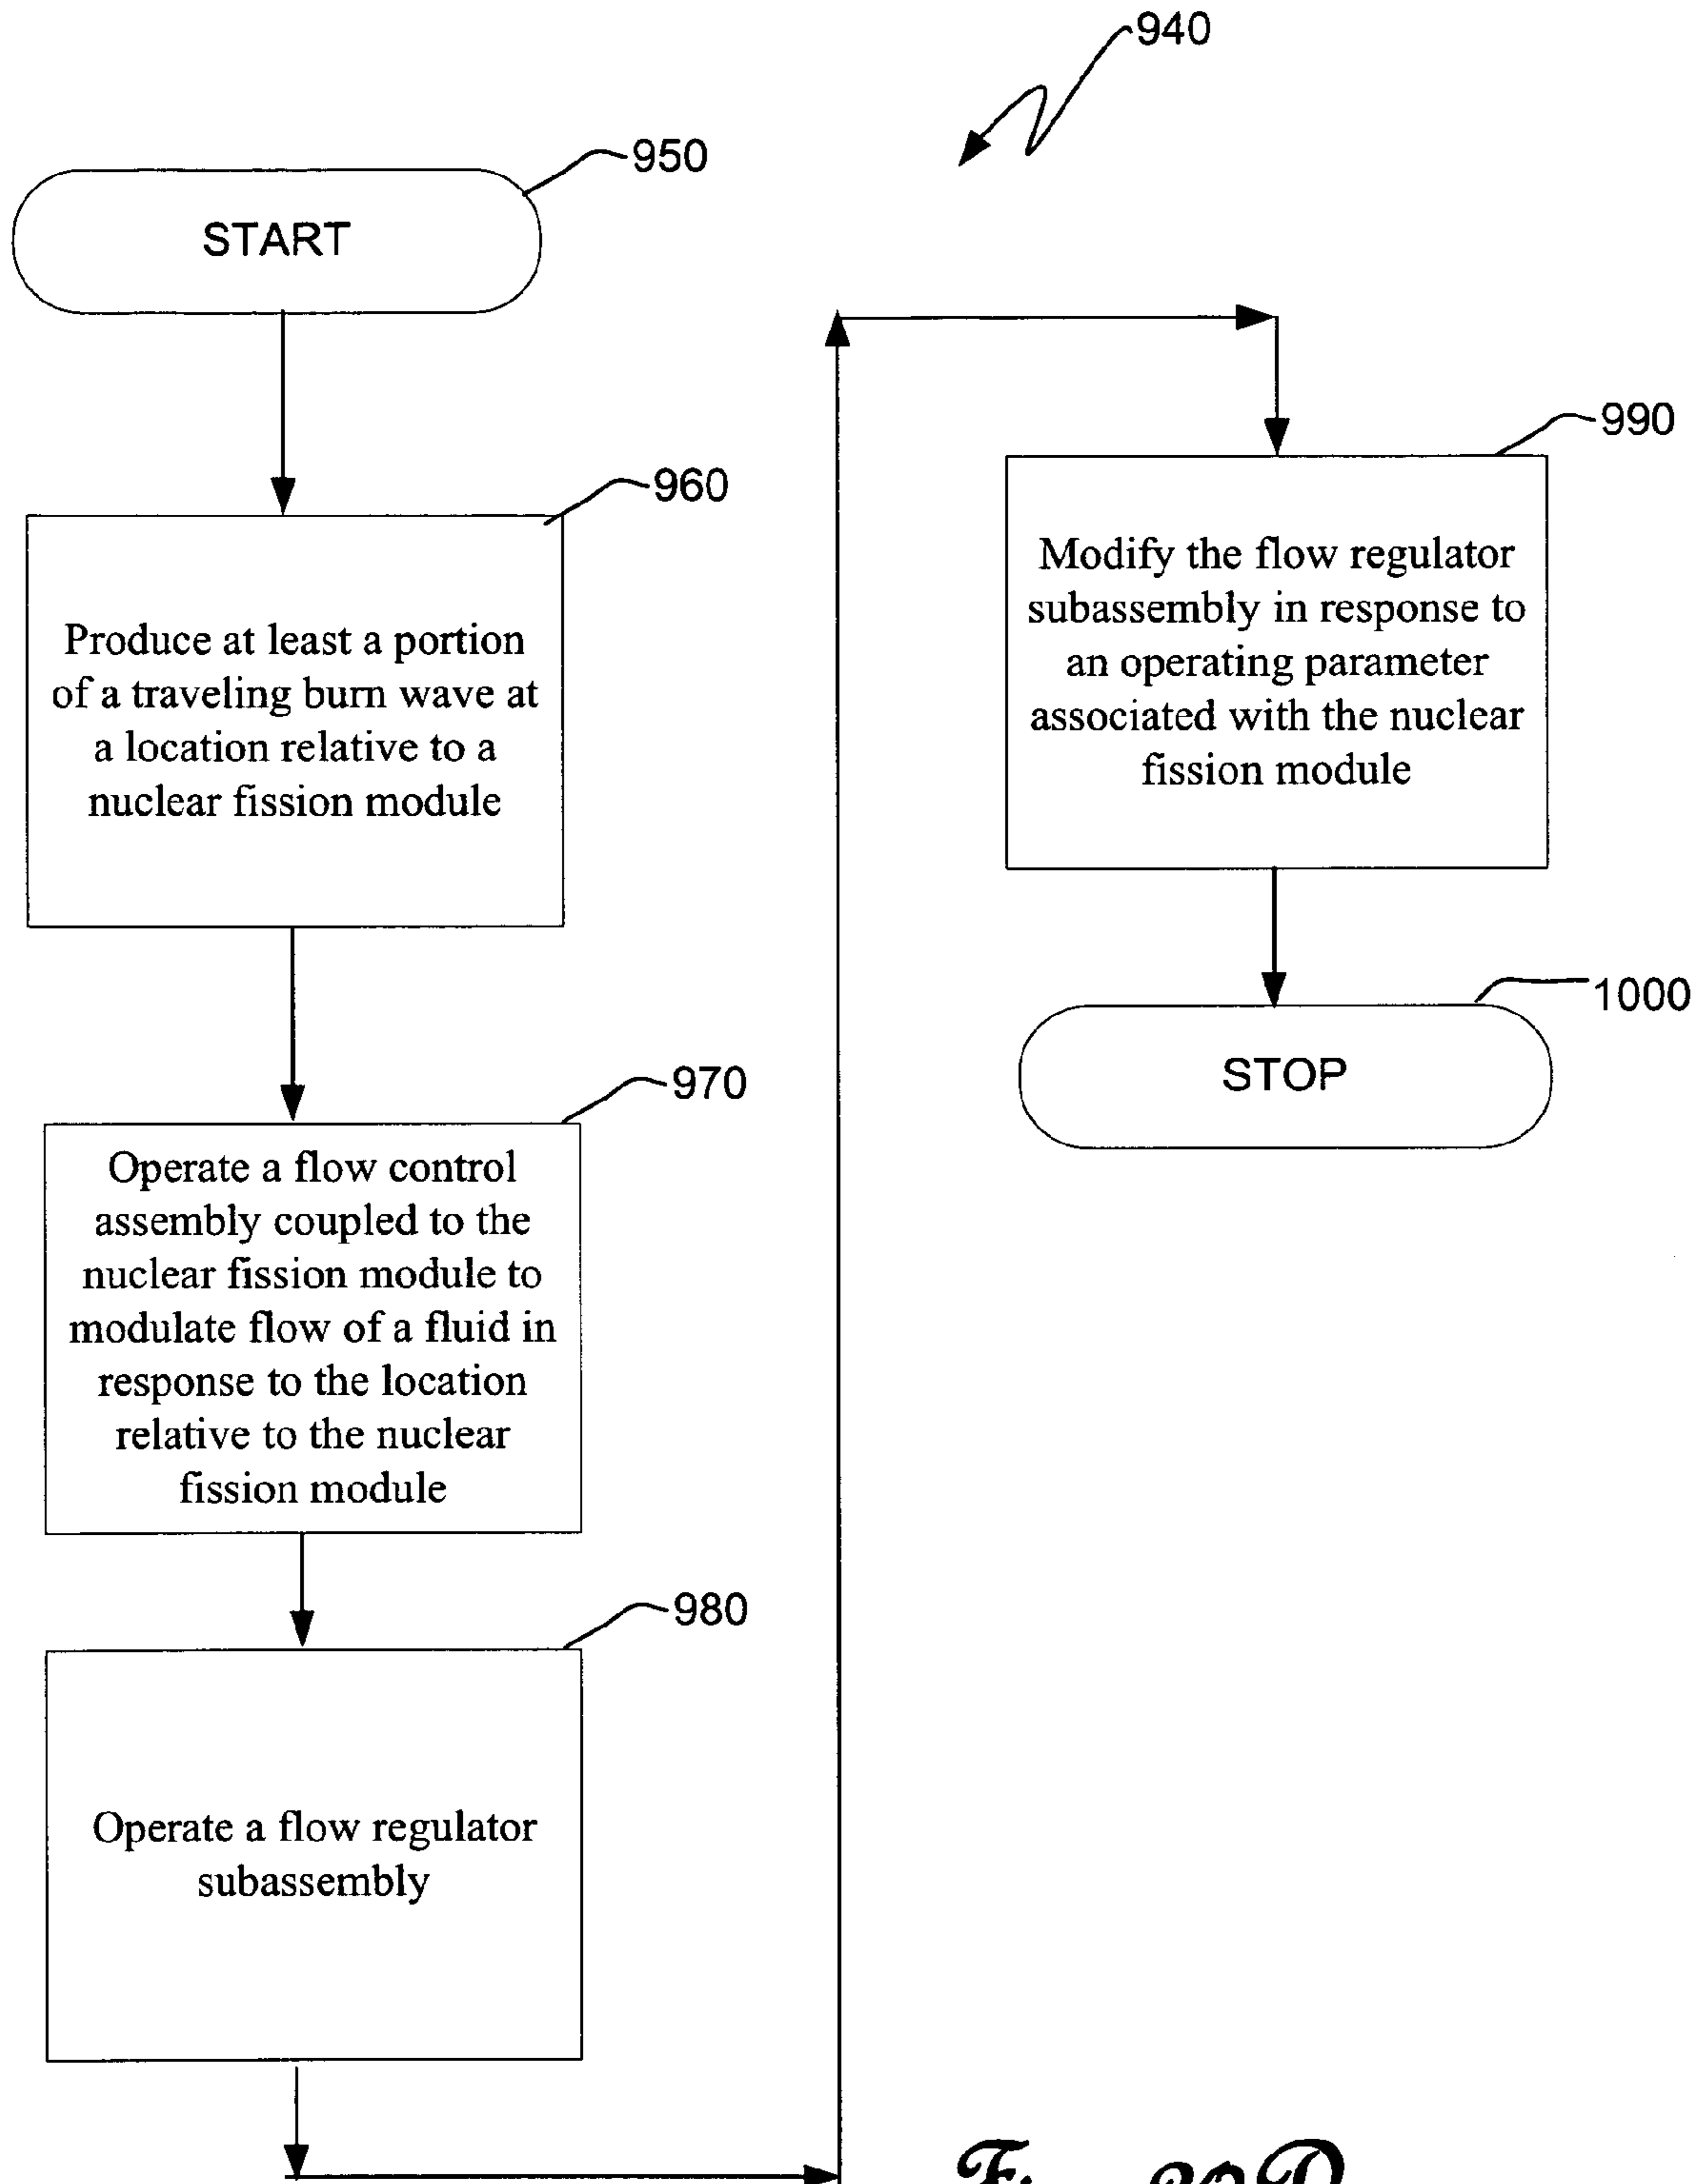 940
950
START
960
Produce at least a portion
of a traveling burn wave at
a location relative to a
nuclear fission module
970
Operate a flow control
assembly coupled to the
nuclear fission module to
modulate flow of a fluid in
response to the location
relative to the nuclear
fission module
980
Operate a flow regulator
subassembly
990
Modify the flow regulator
subassembly in response to
an operating parameter
associated with the nuclear
fission module
1000
STOP